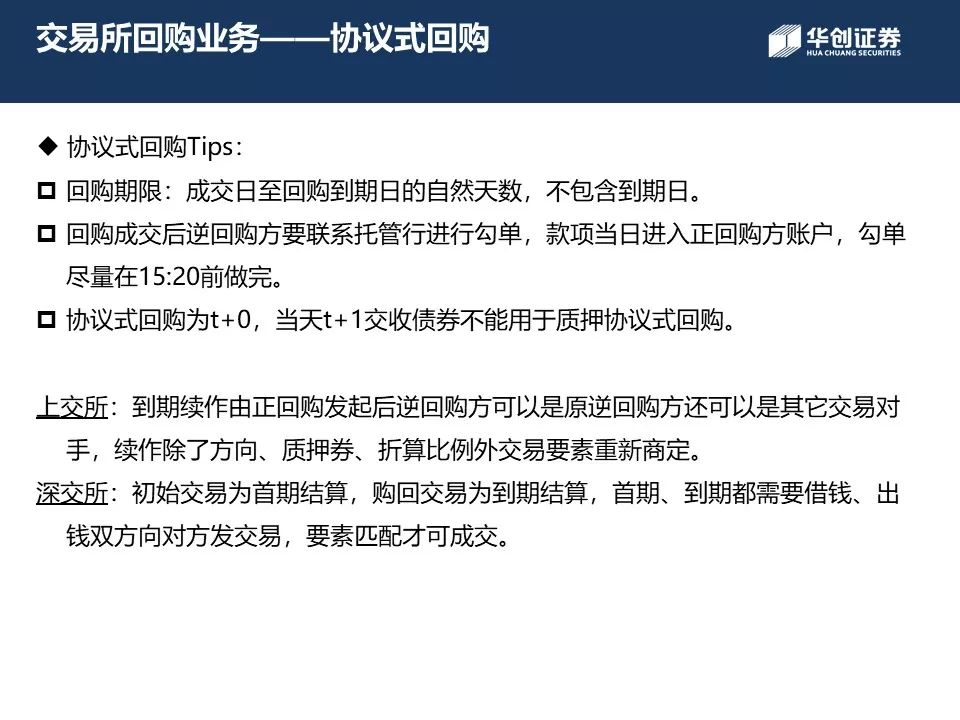 交易所回购业务——协议式回购
华创证券
HUA CHUANG SECURITIES
◆ 协议式回购Tips：
回购期限：成交日至回购到期日的自然天数，不包含到期日。
回购成交后逆回购方要联系托管行进行勾单，款项当日进入正回购方账户，勾单
尽量在15:20前做完。
协议式回购为t+0，当天t+1交收债券不能用于质押协议式回购。
上交所：到期续作由正回购发起后逆回购方可以是原逆回购方还可以是其它交易对
手，续作除了方向、质押券、折算比例外交易要素重新商定。
深交所：初始交易为首期结算，购回交易为到期结算，首期、到期都需要借钱、出
钱双方向对方发交易，要素匹配才可成交。